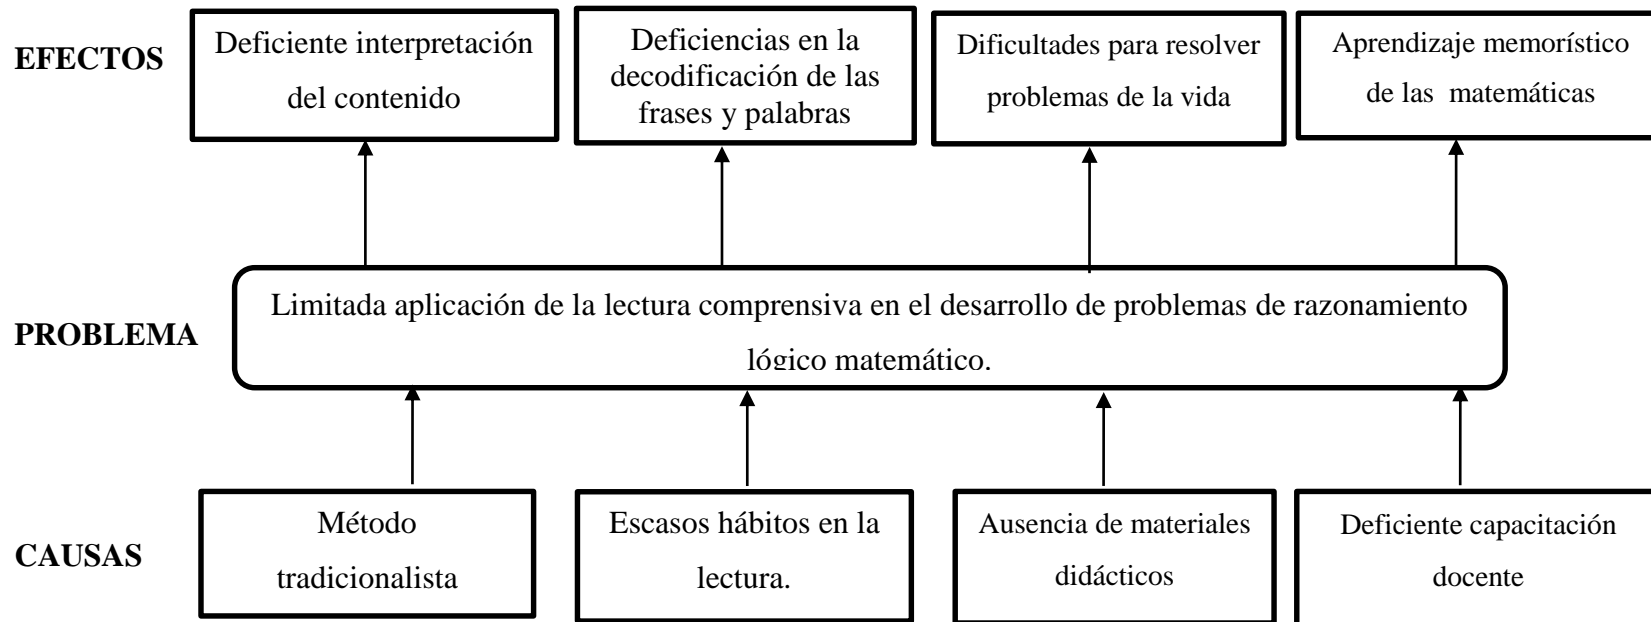 EFECTOS
Deficiente interpretación
del contenido
Deficiencias en la
decodificación de las
frases y palabras
Dificultades para resolver
problemas de la vida
Aprendizaje memorístico
de las matemáticas
PROBLEMA
Limitada aplicación de la lectura comprensiva en el desarrollo de problemas de razonamiento
lógico matemático.
CAUSAS
Método
tradicionalista
Escasos hábitos en la
lectura.
Ausencia de materiales
didácticos
Deficiente capacitación
docente